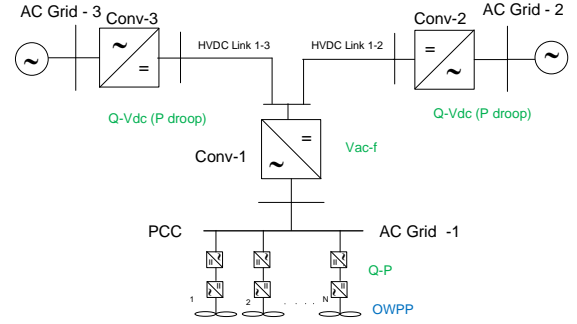 AC Grid - 3
Conv-3
Conv-2
AC Grid - 2
HVDC Link 1-3
HVDC Link 1-2
Q-Vdc (P droop)
Q-Vdc (P droop)
Conv-1
Vac-f
PCC
AC Grid -1
Q-P
1
2
. . . .
N
OWPP